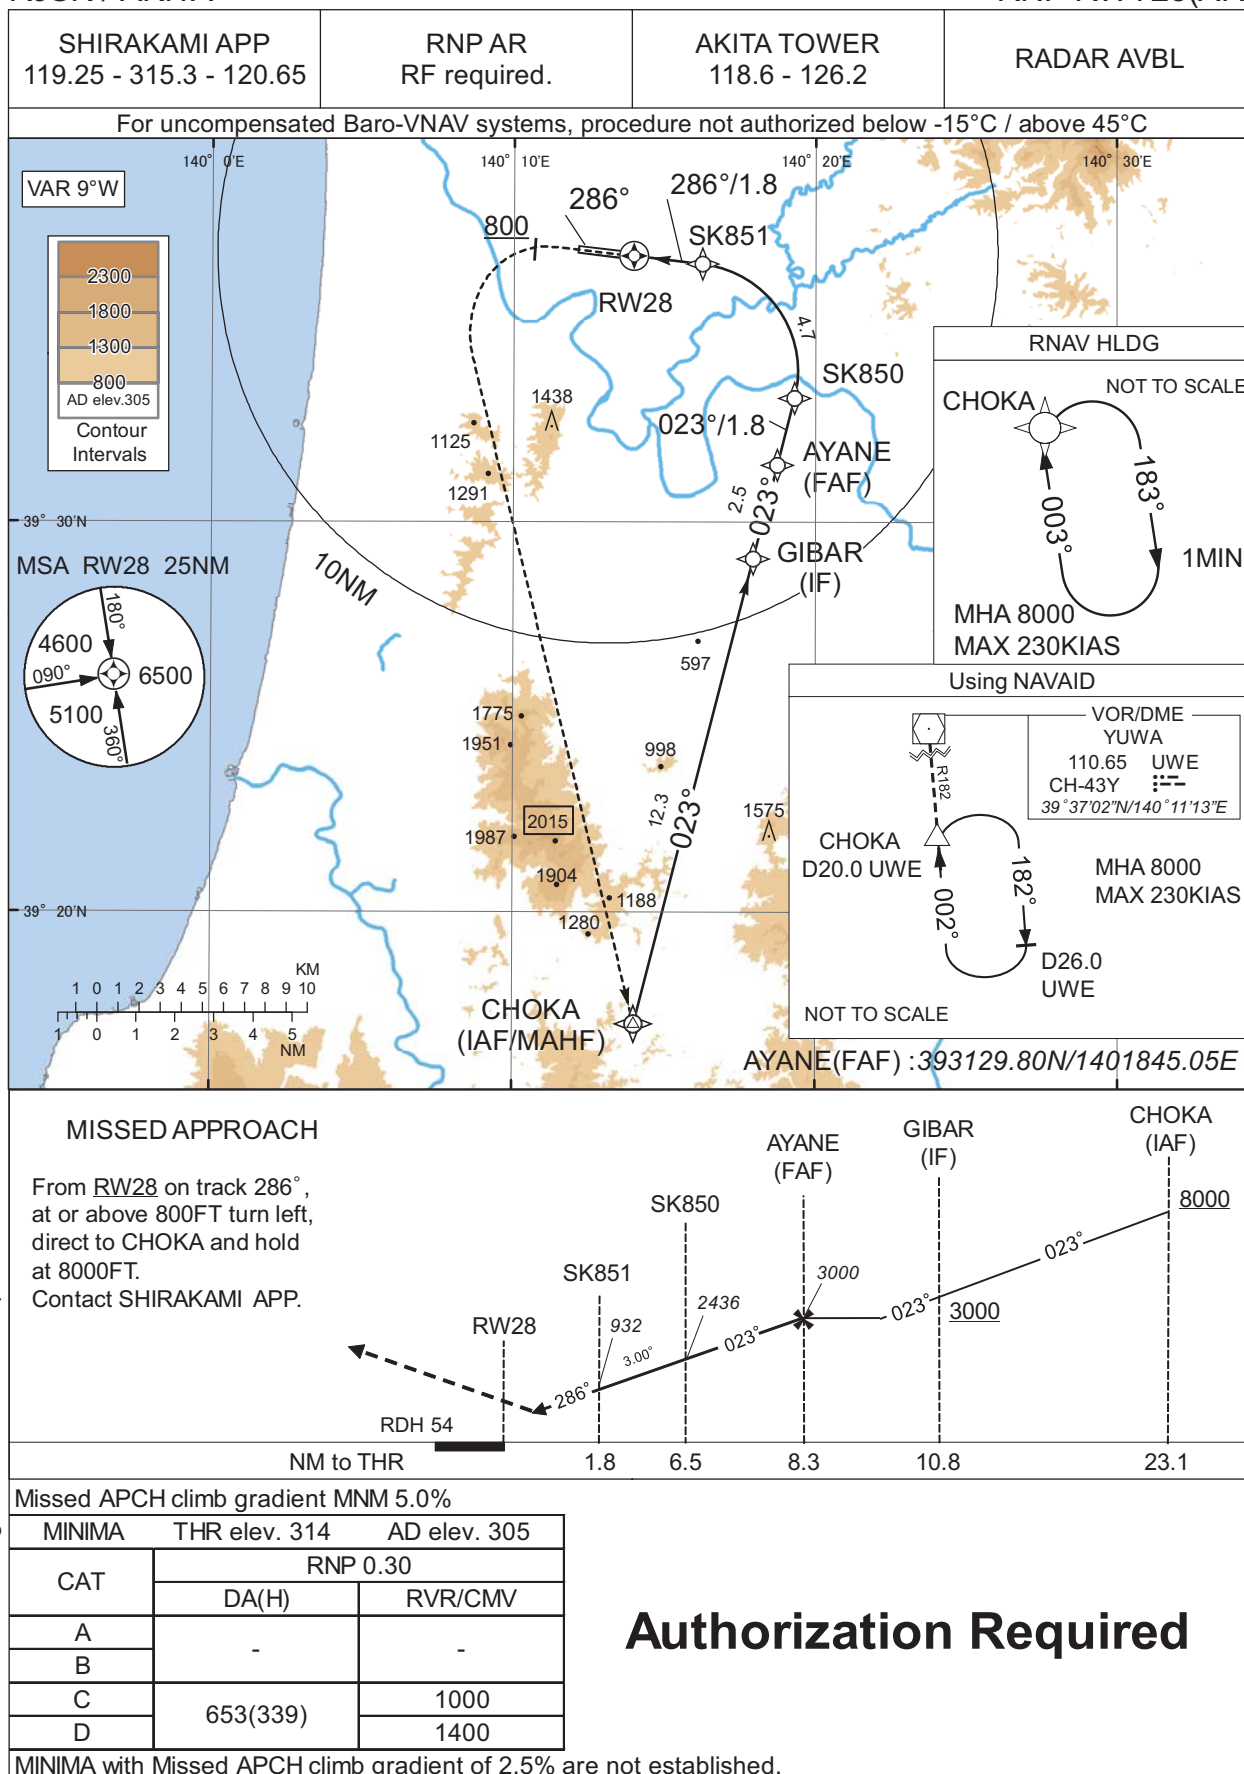 SHIRAKAMI APP
119.25 - 315.3 - 120.65
RNP AR
RF required.
AKITA TOWER
118.6 - 126.2
RADAR AVBL
For uncompensated Baro-VNAV systems, procedure not authorized below -15°C / above 45°C
140° 0'E
140° 10'E
140° 20'E
140° 30'E
VAR 9°W
2300
1800
1300
800
AD elev.305
Contour
Intervals
800
286°
286°/1.8
SK851
RW28
4.7
SK850
023°/1.8
AYANE
(FAF)
2.5
023°
GIBAR
(IF)
1438
1125
1291
39° 30'N
10NM
MSA RW28 25NM
180°
4600
090°
6500
5100
360°
597
1775
1951
998
12.3
023°
1575
2015
1987
1904
1188
1280
39° 20'N
KM
1 0 1 2 3 4 5 6 7 8 9 10
1 0 1 2 3 4 5
NM
CHOKA
(IAF/MAHF)
RNAV HLDG
NOT TO SCALE
CHOKA
183°
003°
1MIN
MHA 8000
MAX 230KIAS
Using NAVAID
VOR/DME
YUWA
110.65 UWE
CH-43Y
39°37'02"N/140°11'13"E
R182
CHOKA
D20.0 UWE
182°
002°
MHA 8000
MAX 230KIAS
D26.0
UWE
NOT TO SCALE
AYANE(FAF) :393129.80N/1401845.05E
MISSED APPROACH
From RW28 on track 286°,
at or above 800FT turn left,
direct to CHOKA and hold
at 8000FT.
Contact SHIRAKAMI APP.
CHOKA
(IAF)
GIBAR
(IF)
AYANE
(FAF)
SK850
SK851
RW28
8000
023°
3000
023°
3000
2436
023°
932
3.00°
286°
RDH 54
NM to THR
1.8
6.5
8.3
10.8
23.1
Missed APCH climb gradient MNM 5.0%
MINIMA THR elev. 314 AD elev. 305
CAT
RNP 0.30
DA(H)
RVR/CMV
A
B
-
-
C
D
653(339)
1000
1400
Authorization Required
MINIMA with Missed APCH climb gradient of 2.5% are not established.